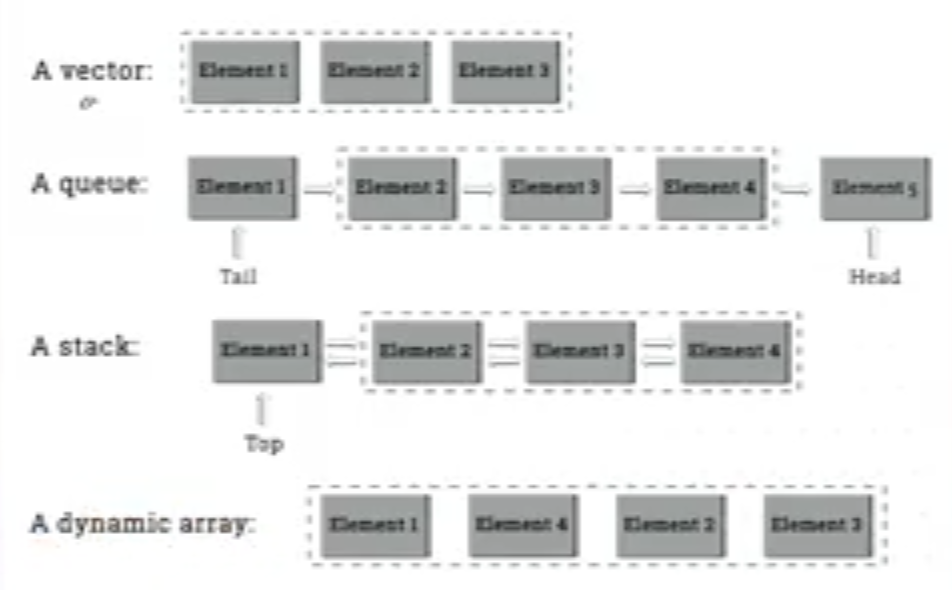 A vector:
Element 1 Element 2 Element 3
A queue:
Element 1 Element 2 Element 3 Element 4 Element 5
Tail Head
A stack:
Element 1 Element 2 Element 3 Element 4
Top
A dynamic array:
Element 1 Element 4 Element 2 Element 3